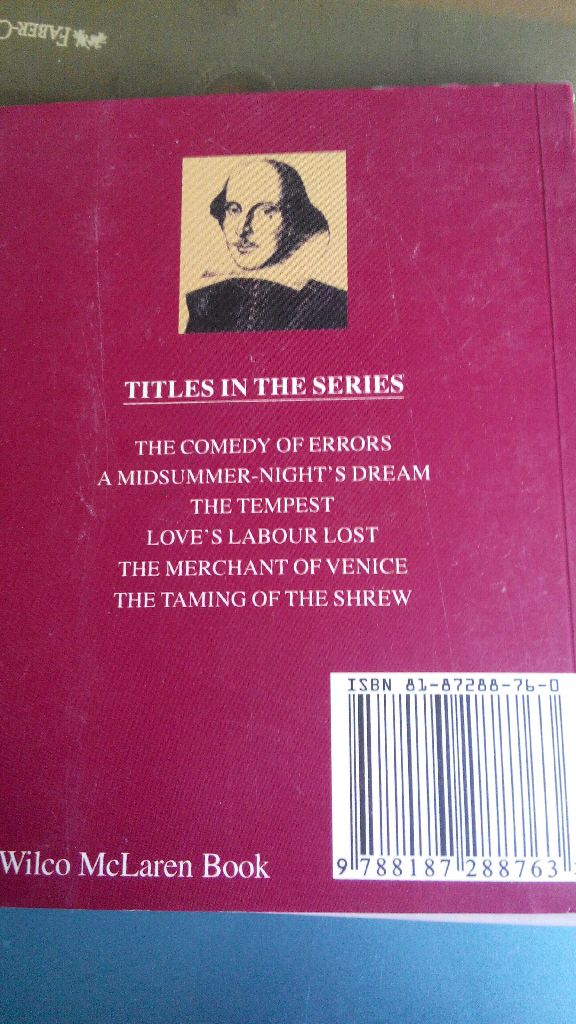 FABER-C
TITLES IN THE SERIES
THE COMEDY OF ERRORS
A MIDSUMMER-NIGHT'S DREAM
THE TEMPEST
LOVE'S LABOUR LOST
THE MERCHANT OF VENICE
THE TAMING OF THE SHREW
ISBN 81-87288-76-0
9 788187 288763
Wilco McLaren Book